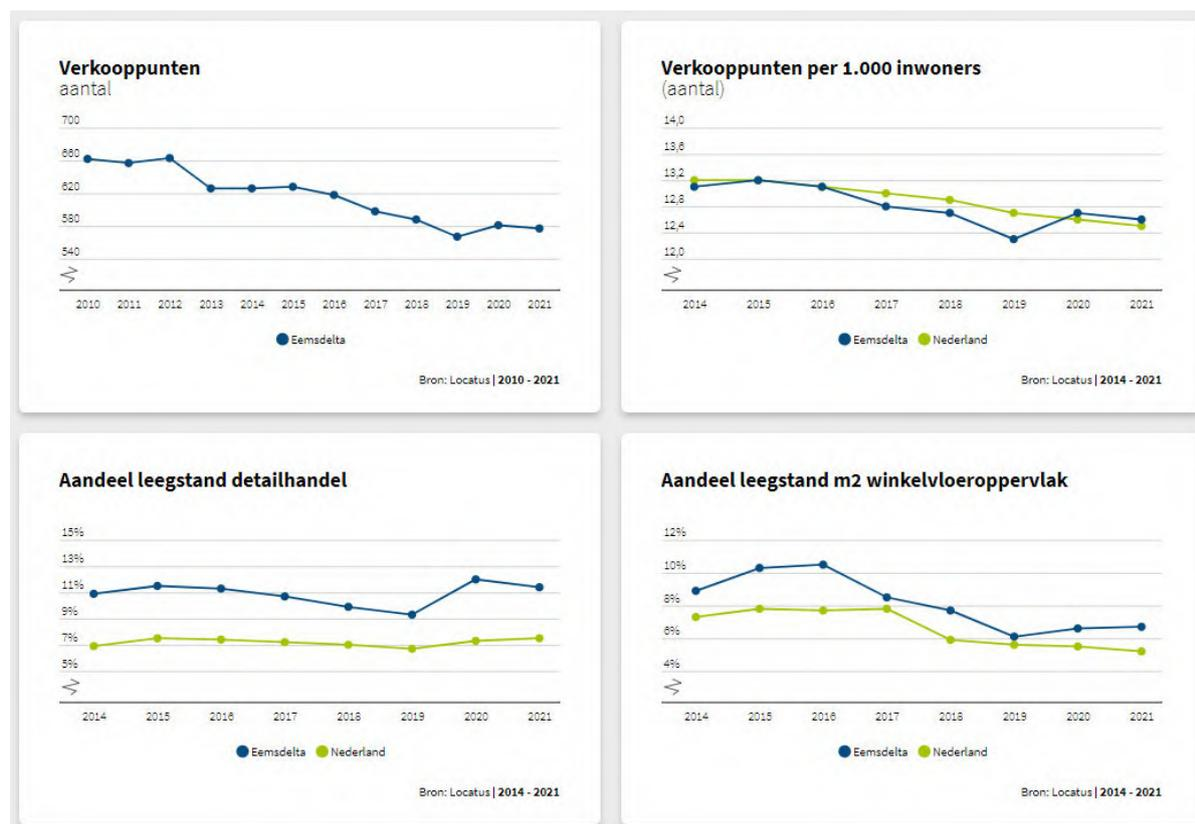 Verkooppunten
aantal
700
660
620
580
540
2010 2011 2012 2013 2014 2015 2016 2017 2018 2019 2020 2021
Eemsdelta
Bron: Locatus | 2010 - 2021
Verkooppunten per 1.000 inwoners
(aantal)
14,0
13,6
13,2
12,8
12,4
12,0
2014 2015 2016 2017 2018 2019 2020 2021
Eemsdelta Nederland
Bron: Locatus | 2014 - 2021
Aandeel leegstand detailhandel
15%
13%
11%
9%
7%
5%
2014 2015 2016 2017 2018 2019 2020 2021
Eemsdelta Nederland
Bron: Locatus | 2014 - 2021
Aandeel leegstand m2 winkelvloeroppervlak
12%
10%
8%
6%
4%
2014 2015 2016 2017 2018 2019 2020 2021
Eemsdelta Nederland
Bron: Locatus | 2014 - 2021